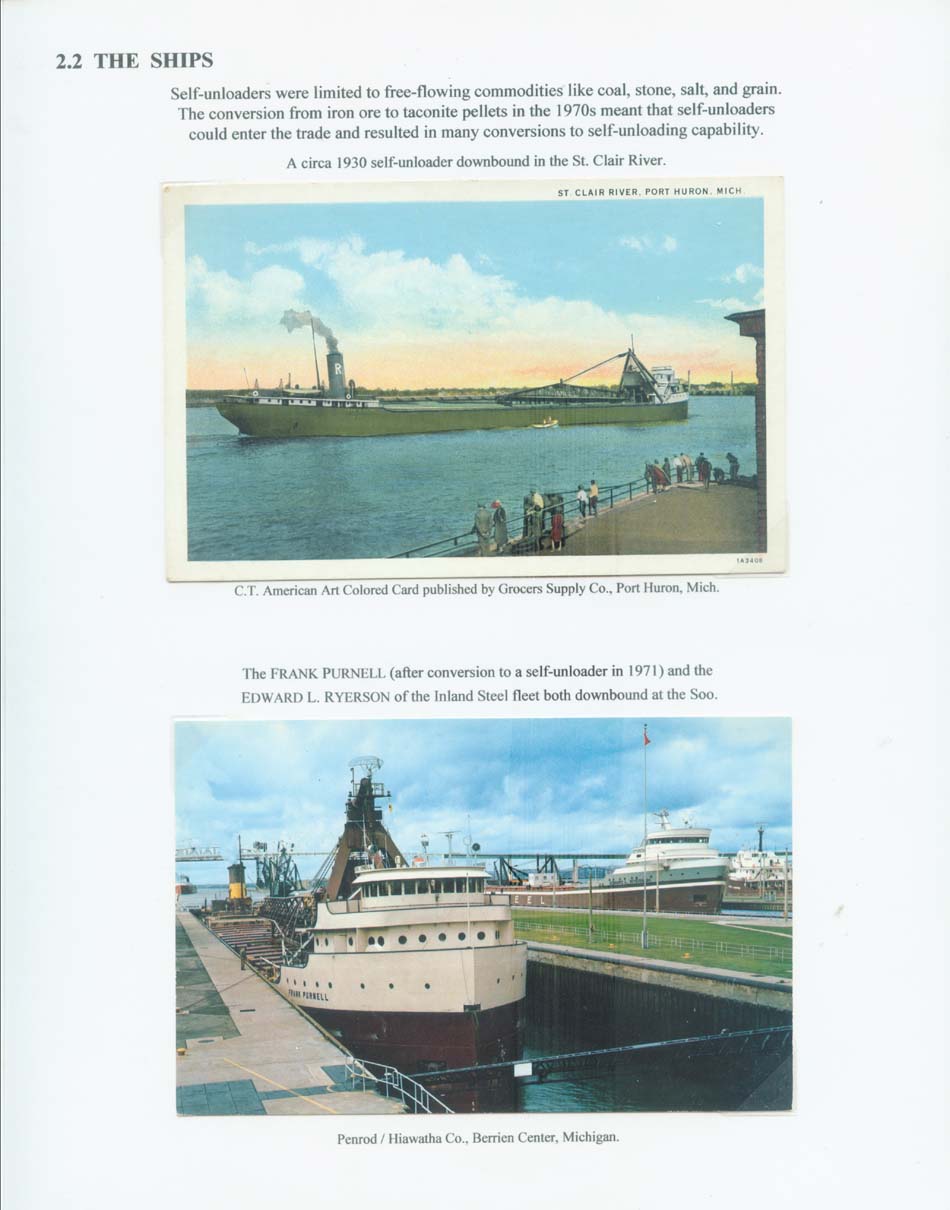 2.2 THE SHIPS
Self-unloaders were limited to free-flowing commodities like coal, stone, salt, and grain.
The conversion from iron ore to taconite pellets in the 1970s meant that self-unloaders
could enter the trade and resulted in many conversions to self-unloading capability.
A circa 1930 self-unloader downbound in the St. Clair River.
ST. CLAIR RIVER, PORT HURON, MICH.
R
1A3408
C.T. American Art Colored Card published by Grocers Supply Co., Port Huron, Mich.
The FRANK PURNELL (after conversion to a self-unloader in 1971) and the
EDWARD L. RYERSON of the Inland Steel fleet both downbound at the Soo.
EEL
FRANK PURNELL
Penrod / Hiawatha Co., Berrien Center, Michigan.